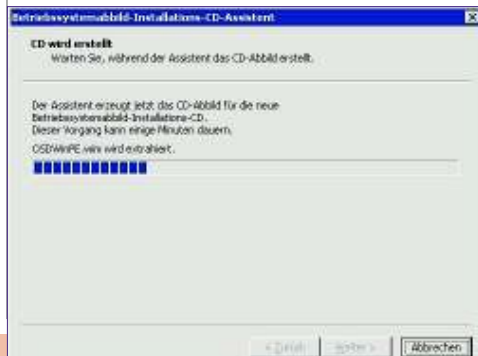 Betriebssystemabbild-Installations-CD-Assistent
CD wird erstellt
Warten Sie, während der Assistent das CD-Abbild erstellt.
Der Assistent erzeugt jetzt das CD-Abbild für die neue
Betriebssystemabbild-Installations-CD.
Dieser Vorgang kann einige Minuten dauern.
OSDWinPE.wim wird extrahiert.
< Zurück Weiter > Abbrechen